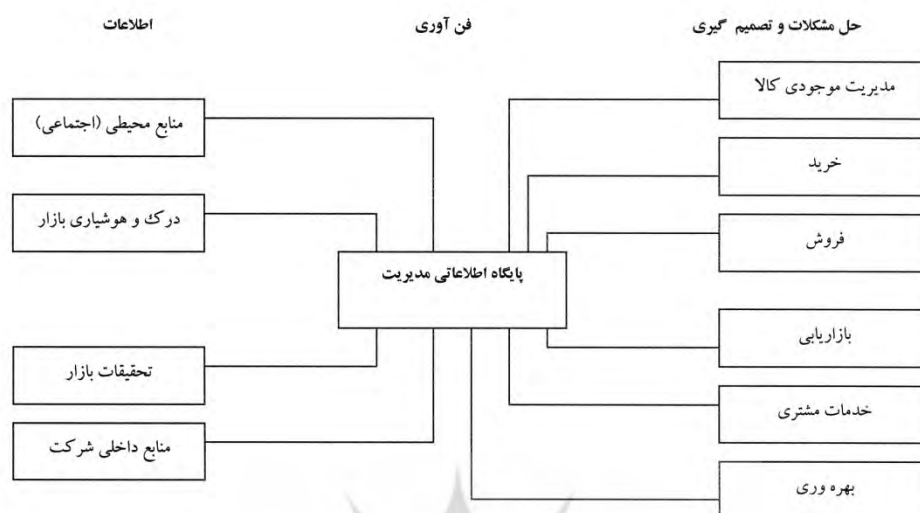 حل مشکلات و تصمیم گیری
فن آوری
اطلاعات
مدیریت موجودی کالا
خرید
فروش
بازاریابی
خدمات مشتری
بهره وری
پایگاه اطلاعاتی مدیریت
منابع محیطی (اجتماعی)
درک و هوشیاری بازار
تحقیقات بازار
منابع داخلی شرکت